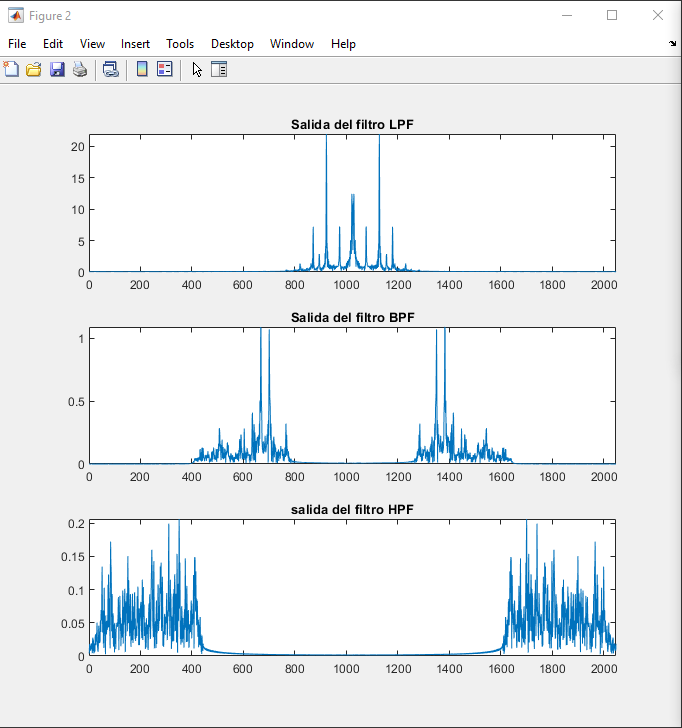 Figure 2
File Edit View Insert Tools Desktop Window Help
Salida del filtro LPF
20
15
10
5
0
0 200 400 600 800 1000 1200 1400 1600 1800 2000
Salida del filtro BPF
1
0.5
0
0 200 400 600 800 1000 1200 1400 1600 1800 2000
salida del filtro HPF
0.2
0.15
0.1
0.05
0
0 200 400 600 800 1000 1200 1400 1600 1800 2000